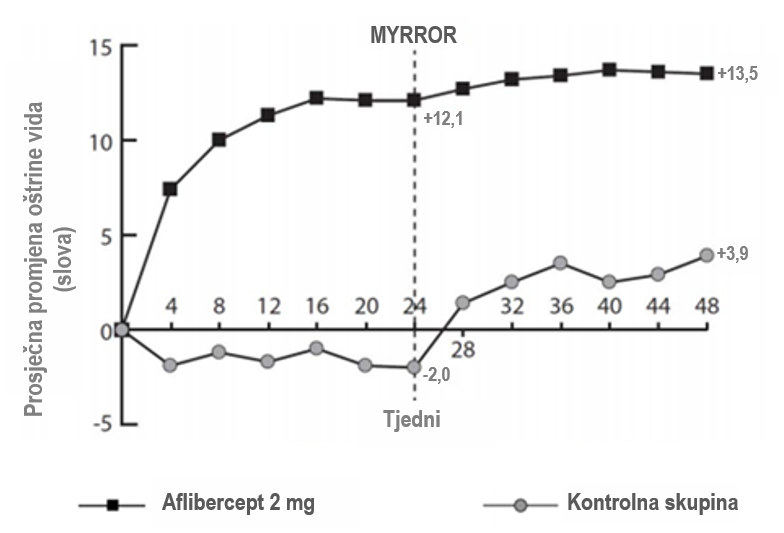 MYRROR
Prosječna promjena oštrine vida
(slova)
15
10
5
0
-5
+12,1
+13,5
+3,9
-2,0
4 8 12 16 20 24 32 36 40 44 48
28
Tjedni
Aflibercept 2 mg
Kontrolna skupina